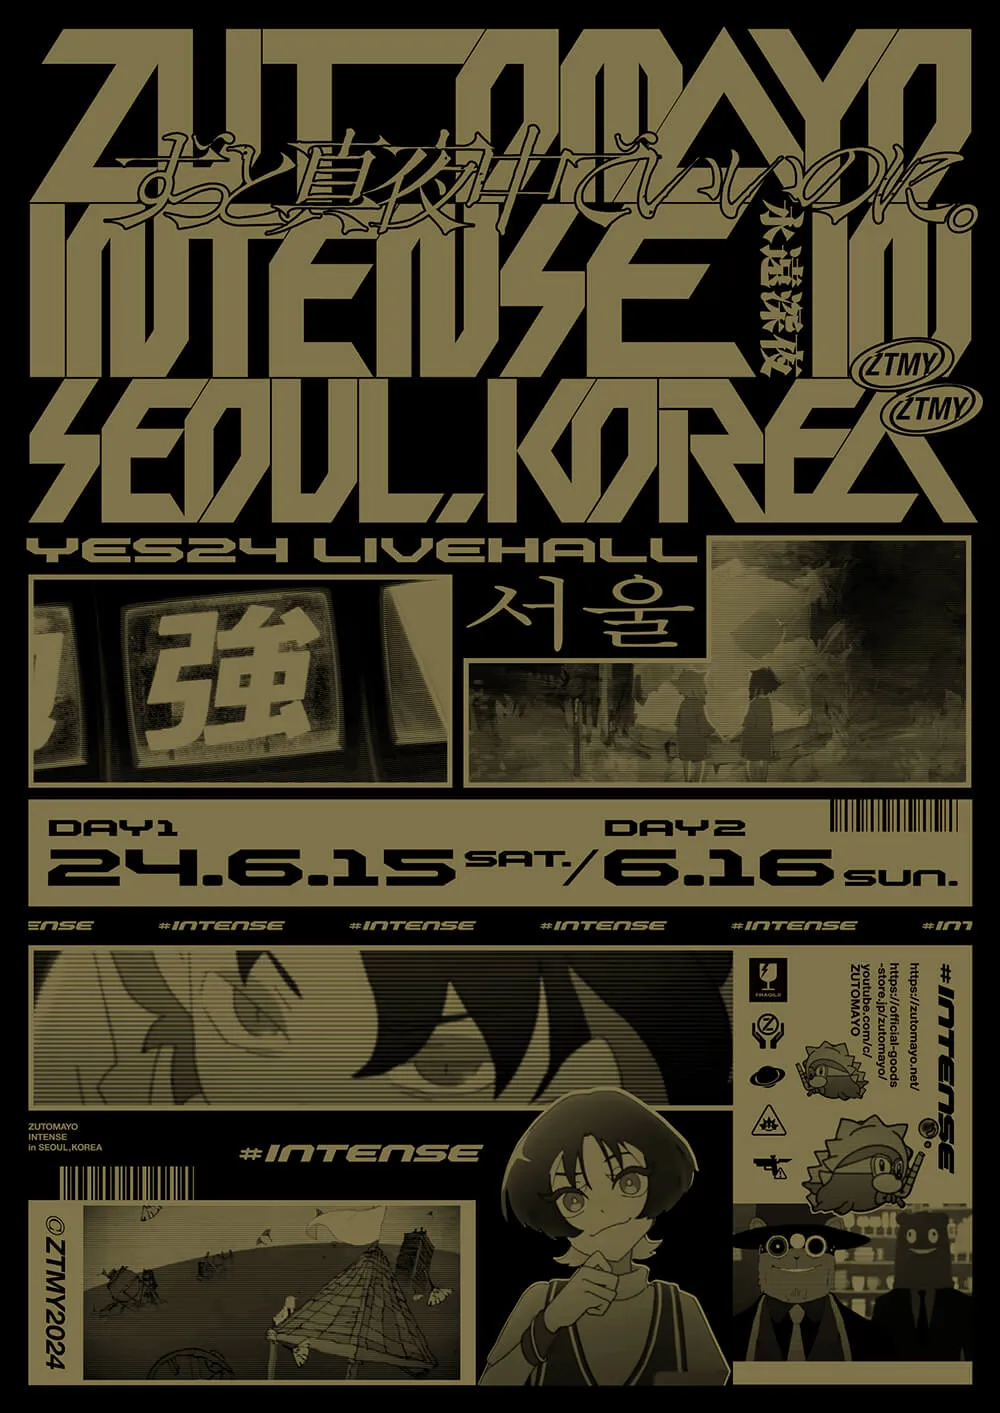 ZUTOMAYO
ずっと真夜中でいいのに。
INTENSE IN
永遠深夜
ZTMY
ZTMY
SEOUL,KOREA
YES24 LIVEHALL
서울
強
DAY1
24.6.15 SAT. /
DAY2
6.16 SUN.
ENSE #INTENSE #INTENSE #INTENSE #INTENSE #INT
FRAGILE
Z
#INTENSE
https://zutomayo.net/
https://official-goods
-store.jp/zutomayo/
youtube.com/c/
ZUTOMAYO
ZUTOMAYO
INTENSE
in SEOUL,KOREA
#INTENSE
©ZTMY2024